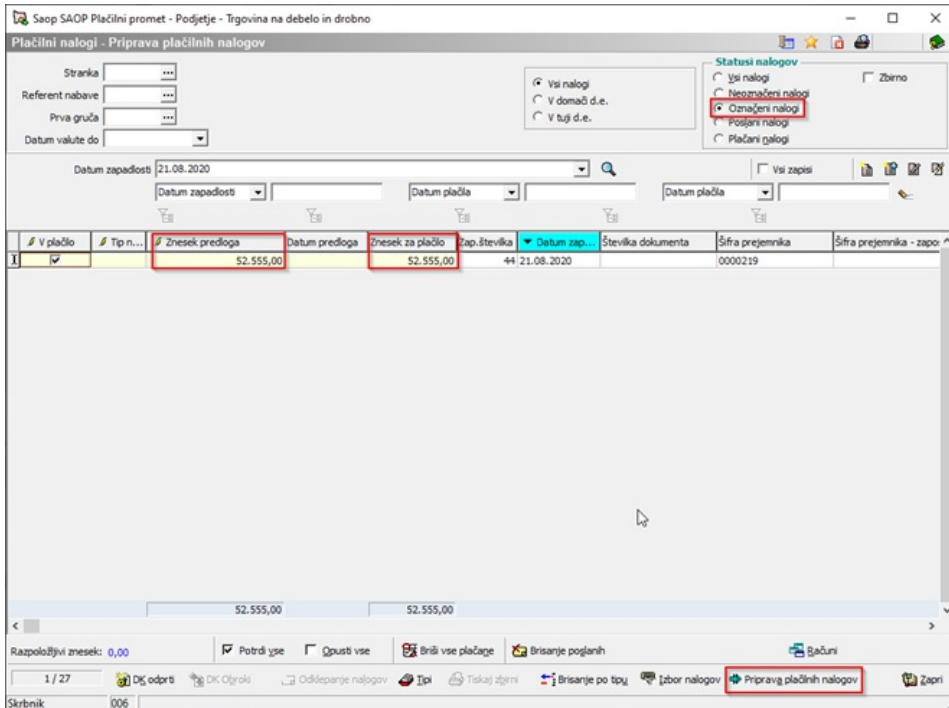 Saop SAOP Plačilni promet - Podjetje - Trgovina na debelo in drobno
Plačilni nalogi - Priprava plačilnih nalogov
Stranka
Referent nabave
Prva gruča
Datum valute do
Vsi nalogi
V domači d.e.
V tuji d.e.
Statusi nalogov
Vsi nalogi
Neoznačeni nalogi
Označeni nalogi
Poslani nalogi
Plačani nalogi
Zbirno
Datum zapadlosti 21.08.2020
Vsi zapisi
Datum zapadlosti Datum plačila Datum plačila
V plačilo Tip n... Znesek predloga Datum predloga Znesek za plačilo Zap.številka Datum zap... Številka dokumenta Šifra prejemnika Šifra prejemnika - zapos
52.555,00 52.555,00 44 21.08.2020 0000219
52.555,00 52.555,00
Razpoložljivi znesek: 0,00 Potrdi vse Opusti vse Briši vse plačane Brisanje poslanih Računi
1 / 27 DK odprti DK Obroki Odklepanje nalogov Tipi Tiskaj zbirni Brisanje po tipu Izbor nalogov Priprava plačilnih nalogov Zapri
Skrbnik 006